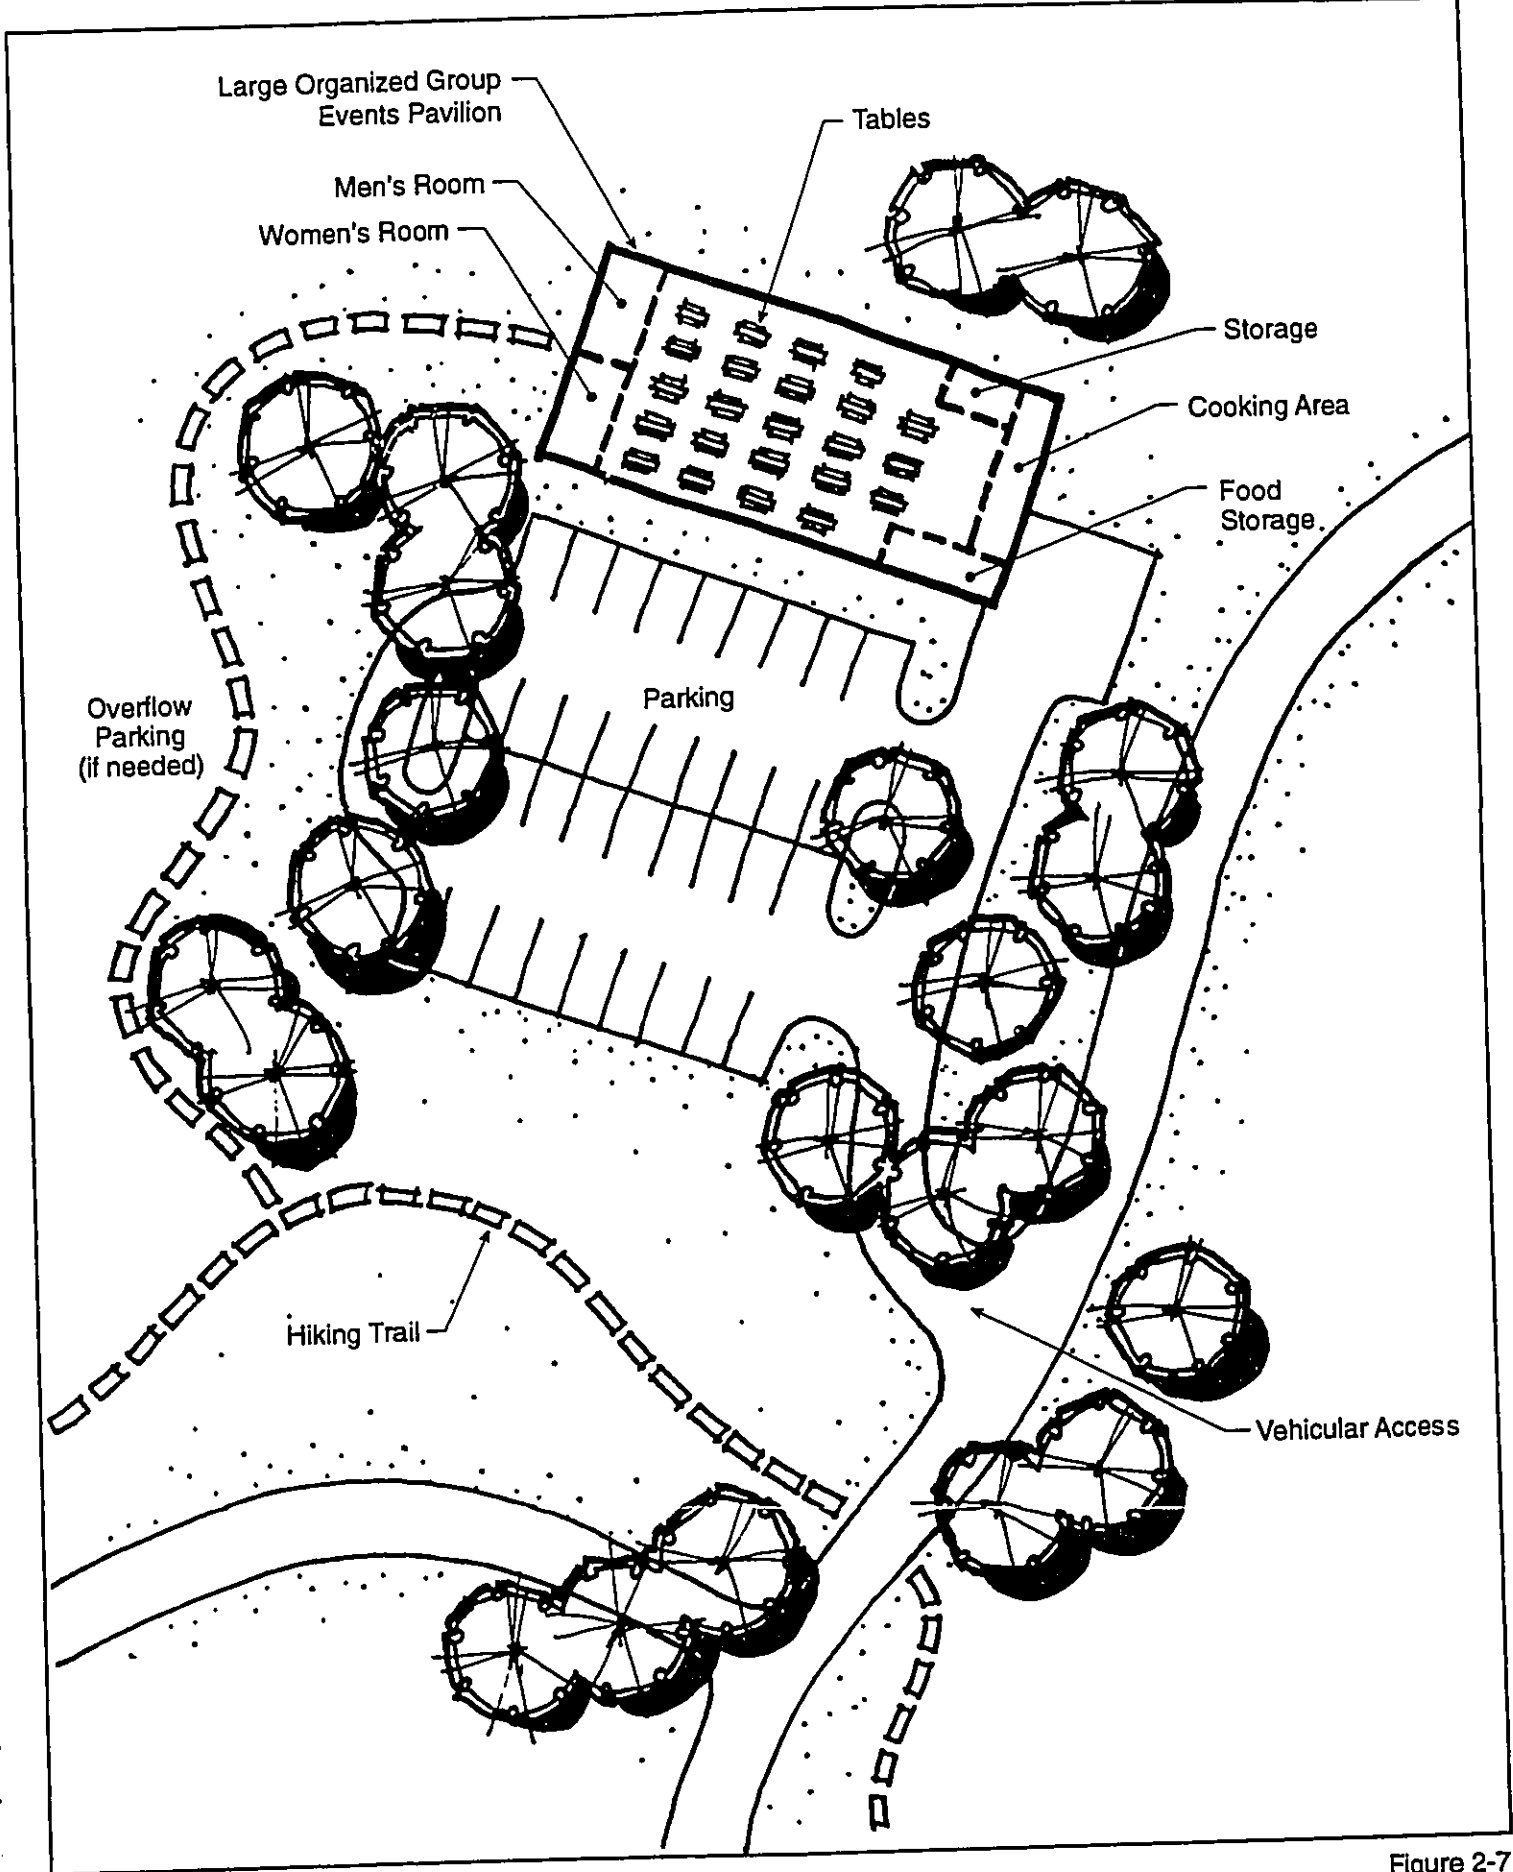 Large Organized Group
Events Pavilion
Tables
Men's Room
Women's Room
Storage
Cooking Area
Food
Storage
Parking
Overflow
Parking
(if needed)
Hiking Trail
Vehicular Access
Figure 2-7